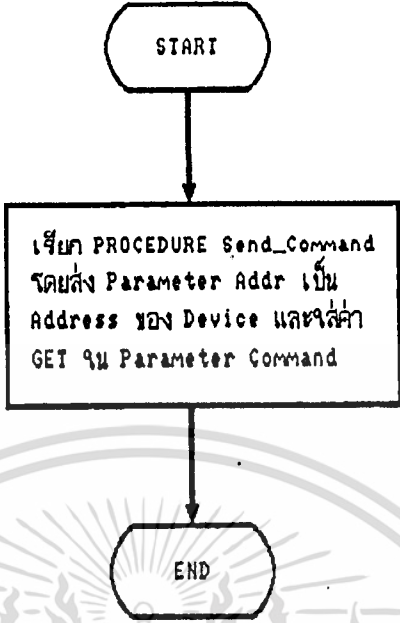 START
เรียก PROCEDURE Send_Command
โดยส่ง Parameter Addr เป็น
Address ของ Device และใส่ค่า
GET ใน Parameter Command
END